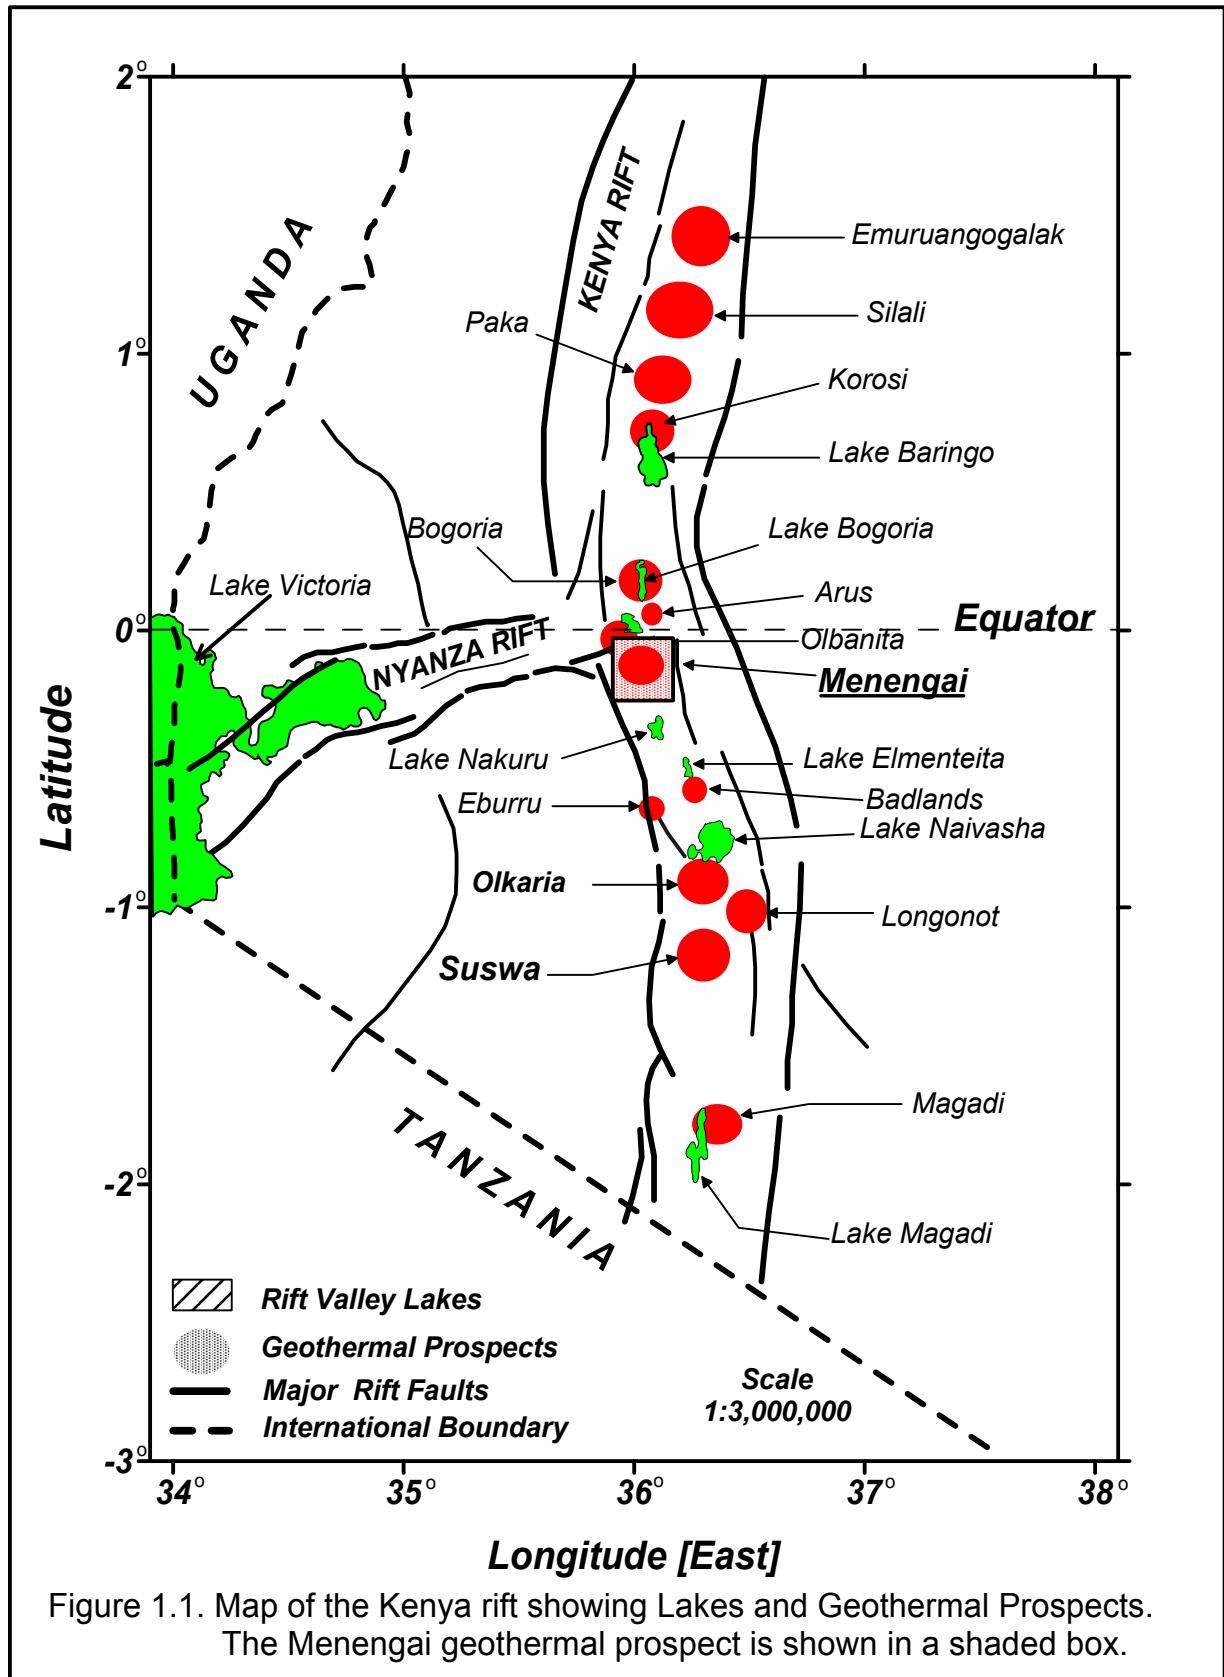 2°
1°
0°
-1°
-2°
-3°
34°
35°
36°
37°
38°
Latitude
Longitude [East]
UGANDA
KENYA RIFT
Emuruangogalak
Silali
Paka
Korosi
Lake Baringo
Bogoria
Lake Bogoria
Lake Victoria
Arus
Equator
Olbanita
NYANZA RIFT
Menengai
Lake Nakuru
Lake Elmenteita
Eburru
Badlands
Lake Naivasha
Olkaria
Longonot
Suswa
Magadi
TANZANIA
Lake Magadi
Rift Valley Lakes
Geothermal Prospects
Major Rift Faults
International Boundary
Scale
1:3,000,000
Figure 1.1. Map of the Kenya rift showing Lakes and Geothermal Prospects.
The Menengai geothermal prospect is shown in a shaded box.